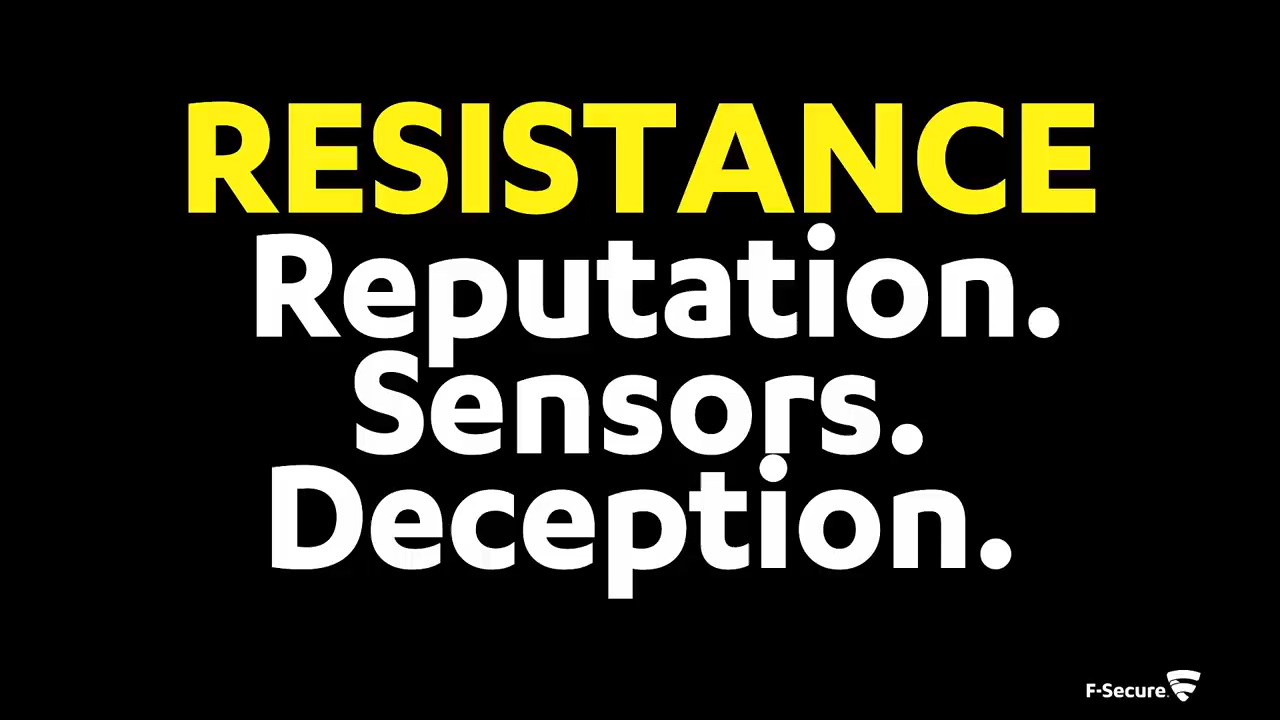 RESISTANCE
Reputation.
Sensors.
Deception.
F-Secure.